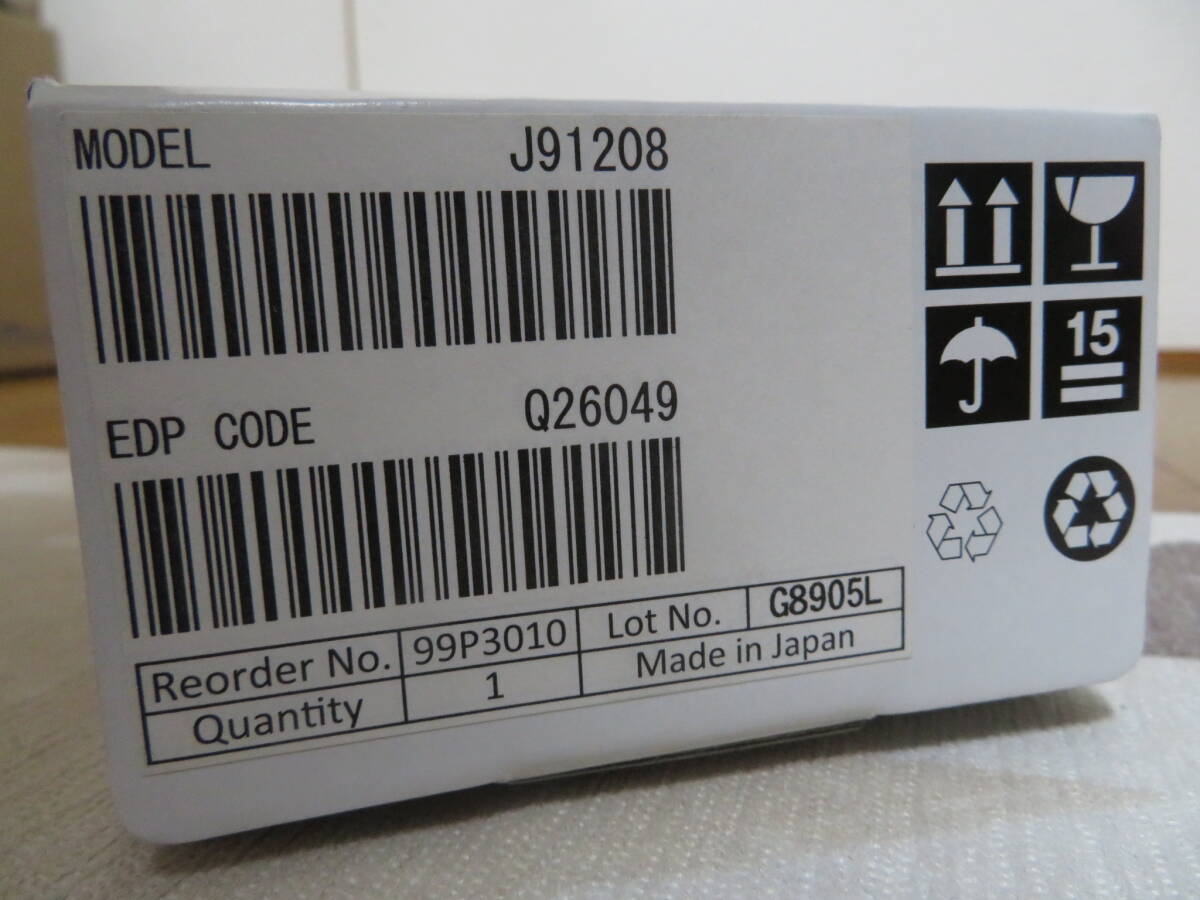 MODEL J91208
EDP CODE Q26049
Reorder No. 99P3010 Lot No. G8905L
Quantity 1 Made in Japan
15